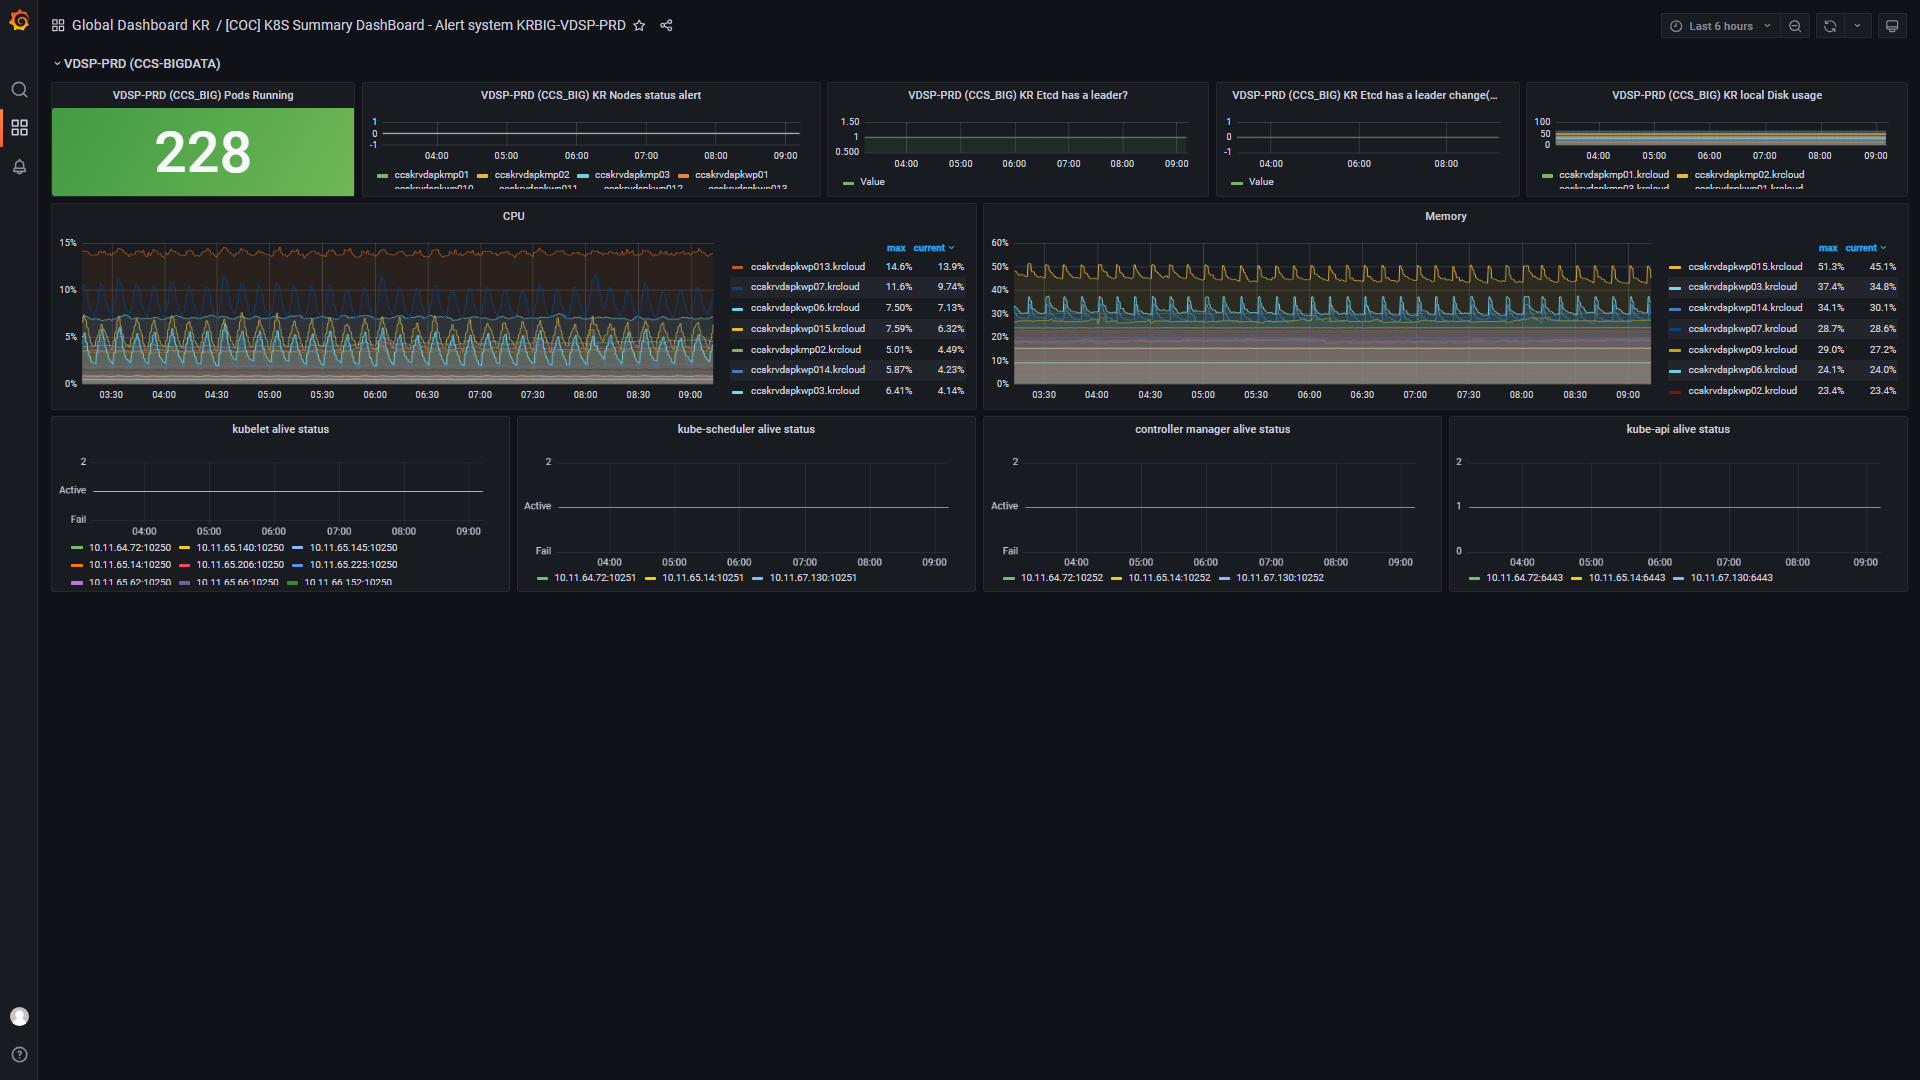 Global Dashboard KR / [COC] K8S Summary DashBoard - Alert system KRBIG-VDSP-PRD
Last 6 hours
VDSP-PRD (CCS-BIGDATA)
VDSP-PRD (CCS_BIG) Pods Running
228
VDSP-PRD (CCS_BIG) KR Nodes status alert
1
0
-1
04:00 05:00 06:00 07:00 08:00 09:00
ccskrvdspkmp01 ccskrvdspkmp02 ccskrvdspkmp03 ccskrvdspkwp01
ccskrvdspkwp010 ccskrvdspkwp011 ccskrvdspkwp012 ccskrvdspkwp013
VDSP-PRD (CCS_BIG) KR Etcd has a leader?
1.50
1
0.500
04:00 05:00 06:00 07:00 08:00 09:00
Value
VDSP-PRD (CCS_BIG) KR Etcd has a leader change(...
1
0
-1
04:00 06:00 08:00
Value
VDSP-PRD (CCS_BIG) KR local Disk usage
100
50
0
04:00 05:00 06:00 07:00 08:00 09:00
ccskrvdspkmp01.krcloud ccskrvdspkmp02.krcloud
ccskrvdspkmp03.krcloud ccskrvdspkwp01.krcloud
CPU
15%
10%
5%
0%
03:30 04:00 04:30 05:00 05:30 06:00 06:30 07:00 07:30 08:00 08:30 09:00
max current
ccskrvdspkwp013.krcloud 14.6% 13.9%
ccskrvdspkwp07.krcloud 11.6% 9.74%
ccskrvdspkwp06.krcloud 7.50% 7.13%
ccskrvdspkwp015.krcloud 7.59% 6.32%
ccskrvdspkmp02.krcloud 5.01% 4.49%
ccskrvdspkwp014.krcloud 5.87% 4.23%
ccskrvdspkwp03.krcloud 6.41% 4.14%
Memory
60%
50%
40%
30%
20%
10%
0%
03:30 04:00 04:30 05:00 05:30 06:00 06:30 07:00 07:30 08:00 08:30 09:00
max current
ccskrvdspkwp015.krcloud 51.3% 45.1%
ccskrvdspkwp03.krcloud 37.4% 34.8%
ccskrvdspkwp014.krcloud 34.1% 30.1%
ccskrvdspkwp07.krcloud 28.7% 28.6%
ccskrvdspkwp09.krcloud 29.0% 27.2%
ccskrvdspkwp06.krcloud 24.1% 24.0%
ccskrvdspkwp02.krcloud 23.4% 23.4%
kubelet alive status
2
Active
Fail
04:00 05:00 06:00 07:00 08:00 09:00
10.11.64.72:10250 10.11.65.140:10250 10.11.65.145:10250
10.11.65.14:10250 10.11.65.206:10250 10.11.65.225:10250
10.11.65.62:10250 10.11.65.66:10250 10.11.66.152:10250
kube-scheduler alive status
2
Active
Fail
04:00 05:00 06:00 07:00 08:00 09:00
10.11.64.72:10251 10.11.65.14:10251 10.11.67.130:10251
controller manager alive status
2
Active
Fail
04:00 05:00 06:00 07:00 08:00 09:00
10.11.64.72:10252 10.11.65.14:10252 10.11.67.130:10252
kube-api alive status
2
1
0
04:00 05:00 06:00 07:00 08:00 09:00
10.11.64.72:6443 10.11.65.14:6443 10.11.67.130:6443